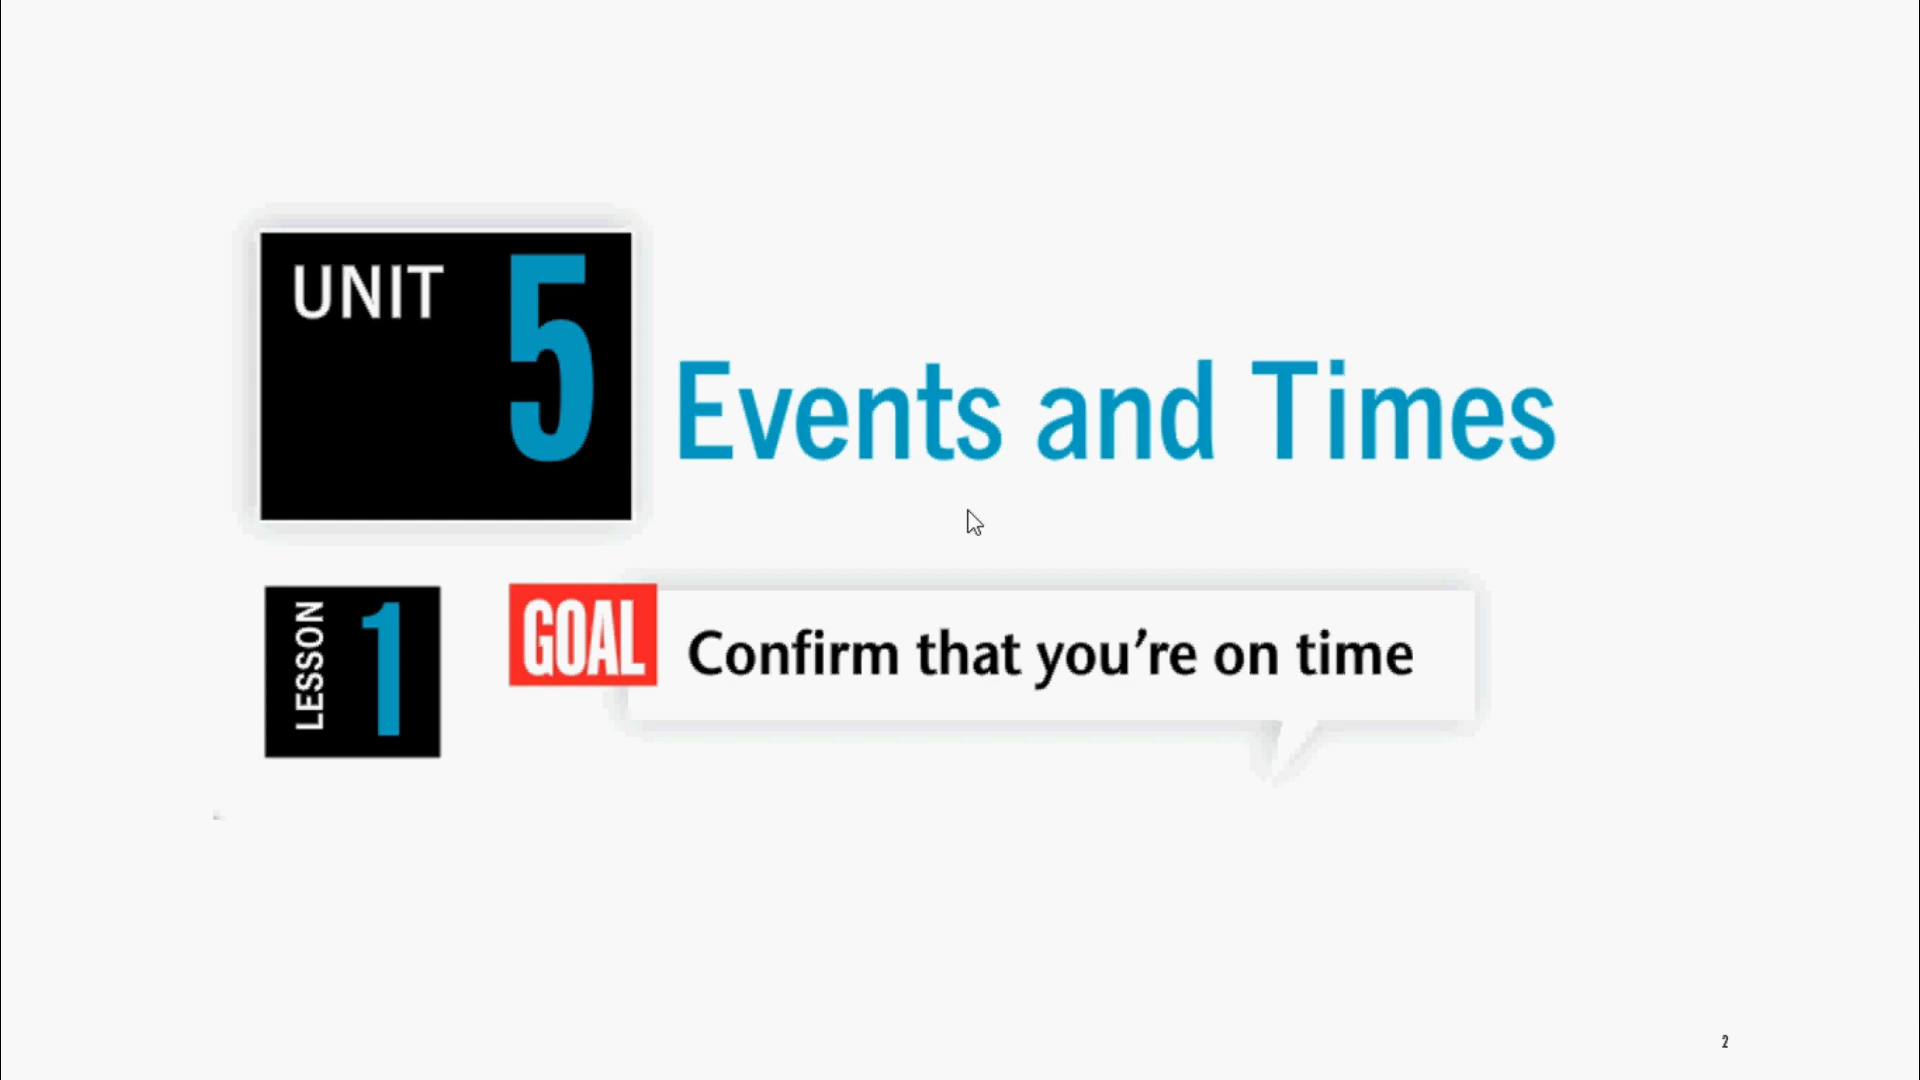 UNIT 5
Events and Times
LESSON 1
GOAL
Confirm that you're on time
2